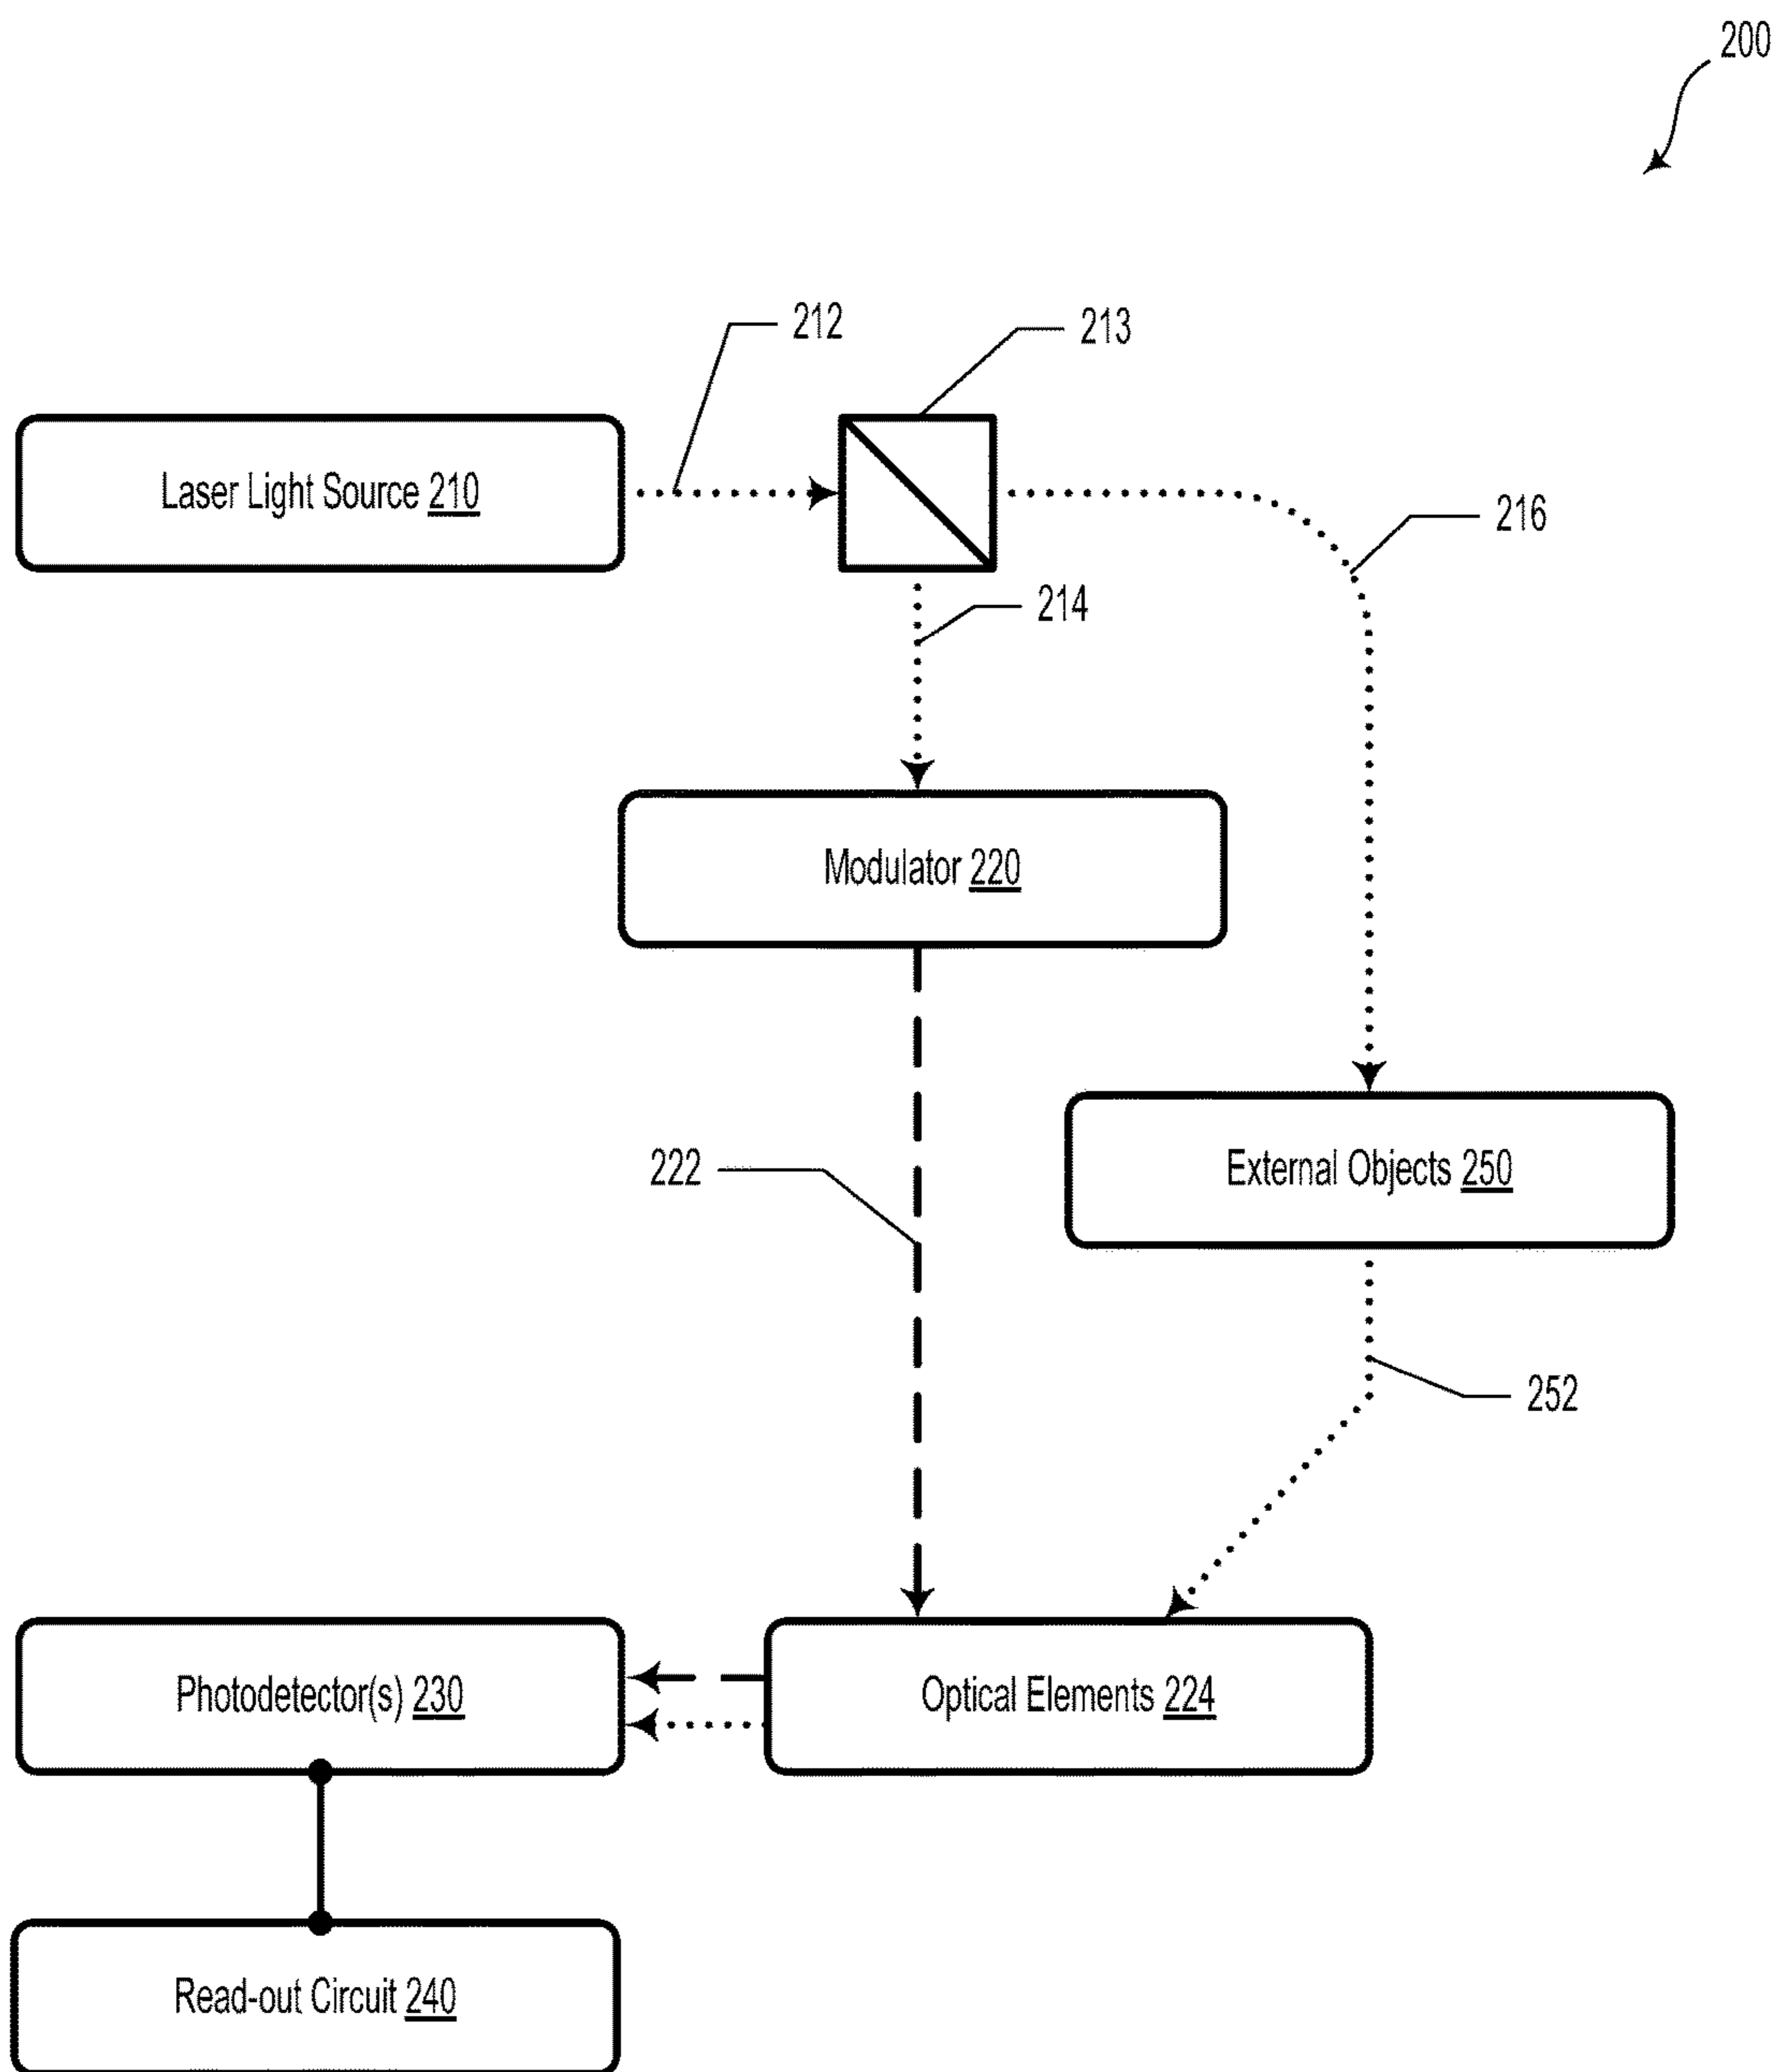 200
212
213
Laser Light Source 210
216
214
Modulator 220
222
External Objects 250
252
Photodetector(s) 230
Optical Elements 224
Read-out Circuit 240